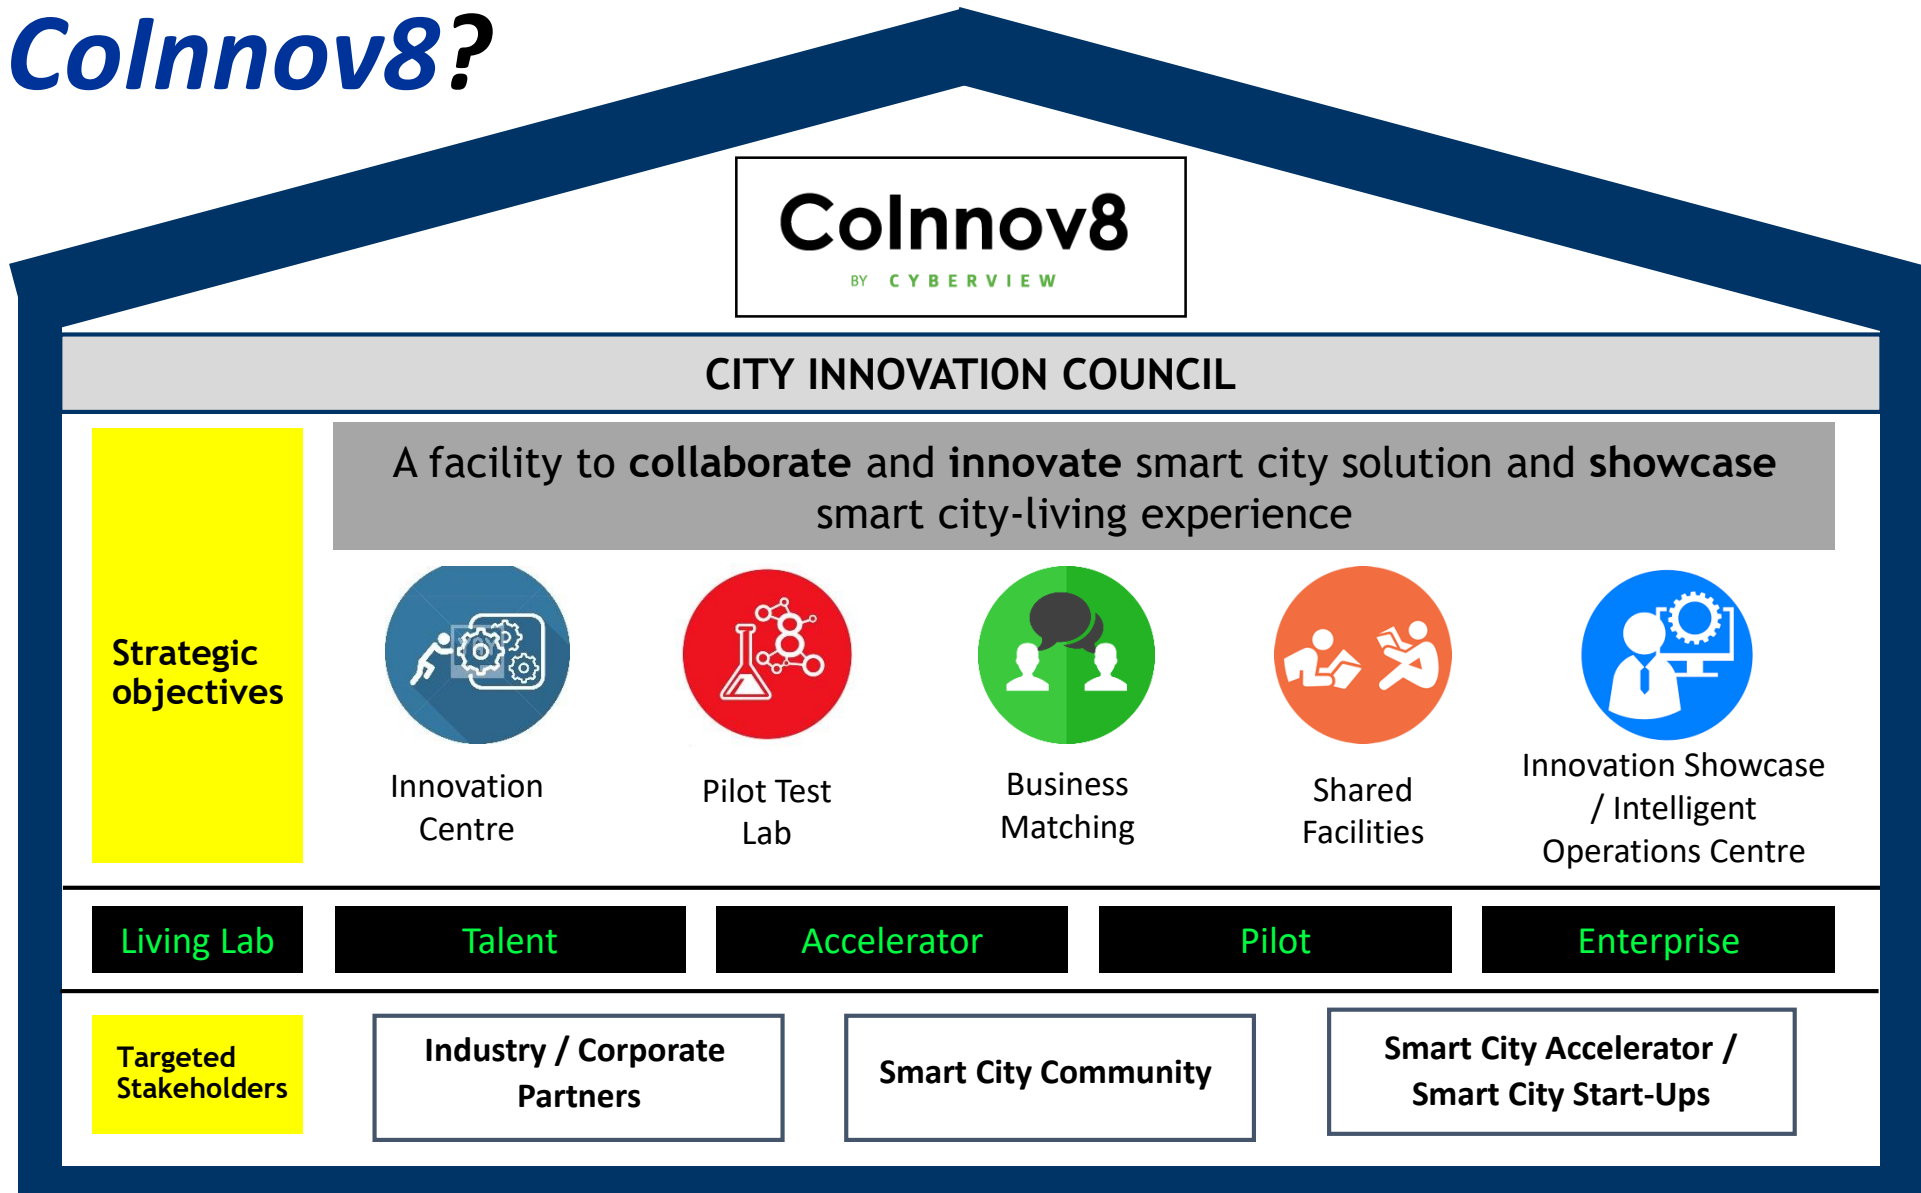 CoInnov8?
CoInnov8
BY CYBERVIEW
CITY INNOVATION COUNCIL
Strategic
objectives
A facility to collaborate and innovate smart city solution and showcase
smart city-living experience
Innovation
Centre
Pilot Test
Lab
Business
Matching
Shared
Facilities
Innovation Showcase
/ Intelligent
Operations Centre
Living Lab
Talent
Accelerator
Pilot
Enterprise
Targeted
Stakeholders
Industry / Corporate
Partners
Smart City Community
Smart City Accelerator /
Smart City Start-Ups